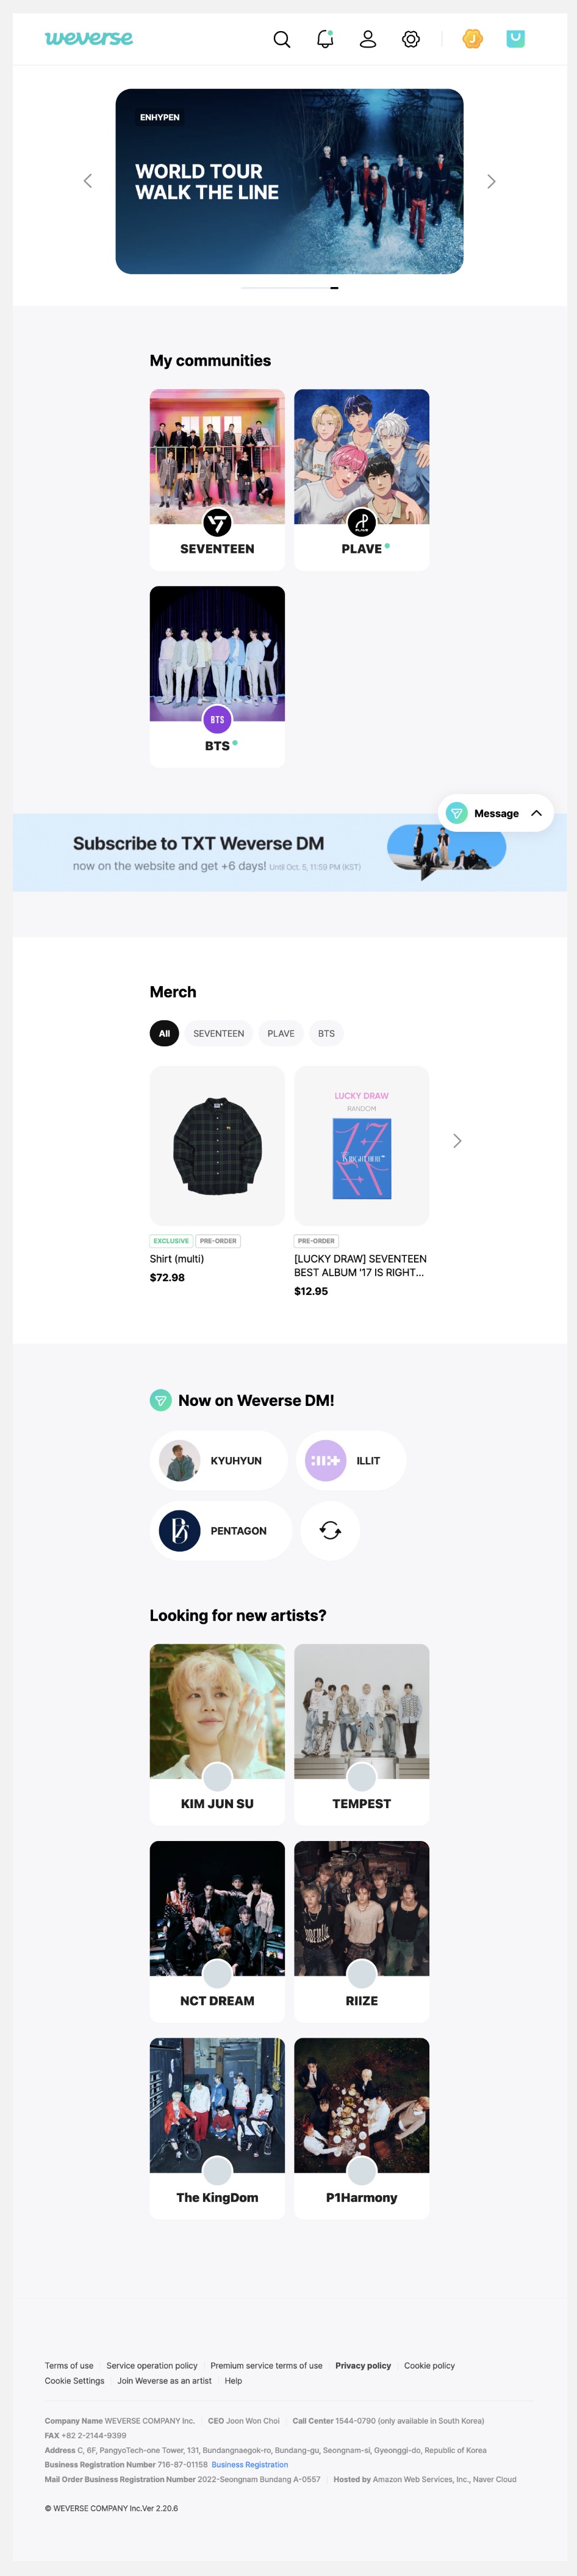 weverse
ENHYPEN
WORLD TOUR
WALK THE LINE
My communities
SEVENTEEN
PLAVE
PLAVE
BTS
BTS
Message
Subscribe to TXT Weverse DM
now on the website and get +6 days! Until Oct. 5, 11:59 PM (KST)
Merch
All
SEVENTEEN
PLAVE
BTS
LUCKY DRAW
RANDOM
EXCLUSIVE
PRE-ORDER
Shirt (multi)
$72.98
PRE-ORDER
[LUCKY DRAW] SEVENTEEN
BEST ALBUM '17 IS RIGHT...
$12.95
Now on Weverse DM!
KYUHYUN
ILLIT
PENTAGON
Looking for new artists?
KIM JUN SU
TEMPEST
NCT DREAM
RIIZE
The KingDom
P1Harmony
Terms of use Service operation policy Premium service terms of use Privacy policy Cookie policy
Cookie Settings Join Weverse as an artist Help
Company Name WEVERSE COMPANY Inc. CEO Joon Won Choi Call Center 1544-0790 (only available in South Korea)
FAX +82 2-2144-9399
Address C, 6F, PangyoTech-one Tower, 131, Bundangnaegok-ro, Bundang-gu, Seongnam-si, Gyeonggi-do, Republic of Korea
Business Registration Number 716-87-01158 Business Registration
Mail Order Business Registration Number 2022-Seongnam Bundang A-0557 Hosted by Amazon Web Services, Inc., Naver Cloud
© WEVERSE COMPANY Inc.Ver 2.20.6